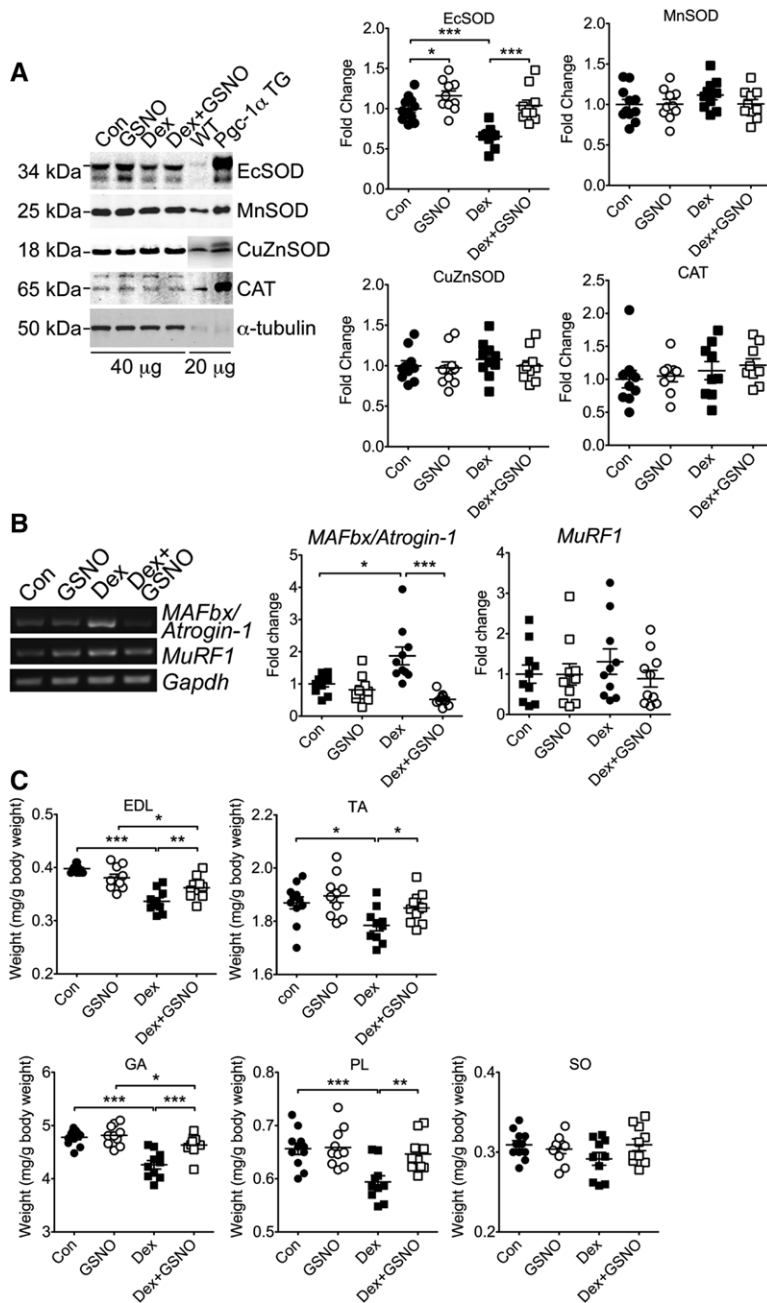 A
Con
GSNO
Dex
Dex+GSNO
WT
Pgc-1α TG
34 kDa
EcSOD
25 kDa
MnSOD
18 kDa
CuZnSOD
65 kDa
CAT
50 kDa
α-tubulin
40 µg
20 µg
EcSOD
***
*
***
Fold Change
2.0
1.5
1.0
0.5
0.0
Con
GSNO
Dex
Dex+GSNO
MnSOD
Fold Change
2.0
1.5
1.0
0.5
0.0
Con
GSNO
Dex
Dex+GSNO
CuZnSOD
Fold Change
2.0
1.5
1.0
0.5
0.0
Con
GSNO
Dex
Dex+GSNO
CAT
Fold Change
2.5
2.0
1.5
1.0
0.5
0.0
Con
GSNO
Dex
Dex+GSNO
B
Con
GSNO
Dex
Dex+
GSNO
MAFbx/
Atrogin-1
MuRF1
Gapdh
MAFbx/Atrogin-1
*
***
Fold change
5
4
3
2
1
0
Con
GSNO
Dex
Dex+GSNO
MuRF1
Fold change
4
3
2
1
0
Con
GSNO
Dex
Dex+GSNO
C
EDL
*
***
**
Weight (mg/g body weight)
0.5
0.4
0.3
0.2
Con
GSNO
Dex
Dex+GSNO
TA
*
*
Weight (mg/g body weight)
2.2
2.0
1.8
1.6
con
GSNO
Dex
Dex+GSNO
GA
*
***
***
Weight (mg/g body weight)
5
4
3
Con
GSNO
Dex
Dex+GSNO
PL
***
**
Weight (mg/g body weight)
0.8
0.7
0.6
0.5
Con
GSNO
Dex
Dex+GSNO
SO
Weight (mg/g body weight)
0.4
0.3
0.2
Con
GSNO
Dex
Dex+GSNO